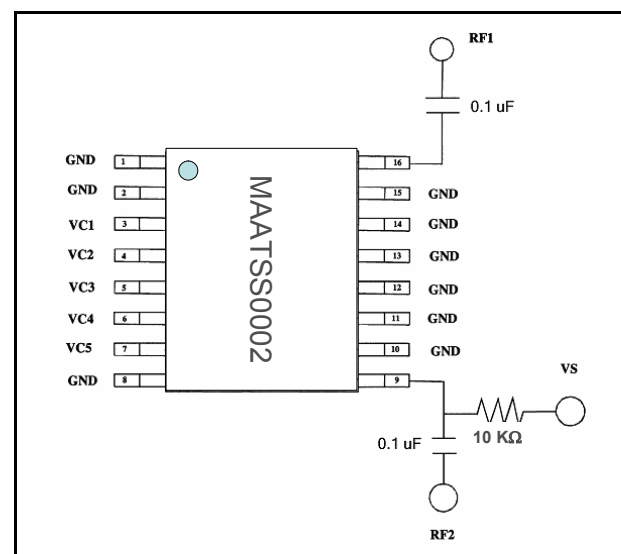 RF1
0.1 uF
GND 1
16
GND 2
15 GND
VC1 3
14 GND
VC2 4
13 GND
VC3 5
12 GND
VC4 6
11 GND
VC5 7
10 GND
GND 8
9
MAATSS0002
VS
10 KΩ
0.1 uF
RF2